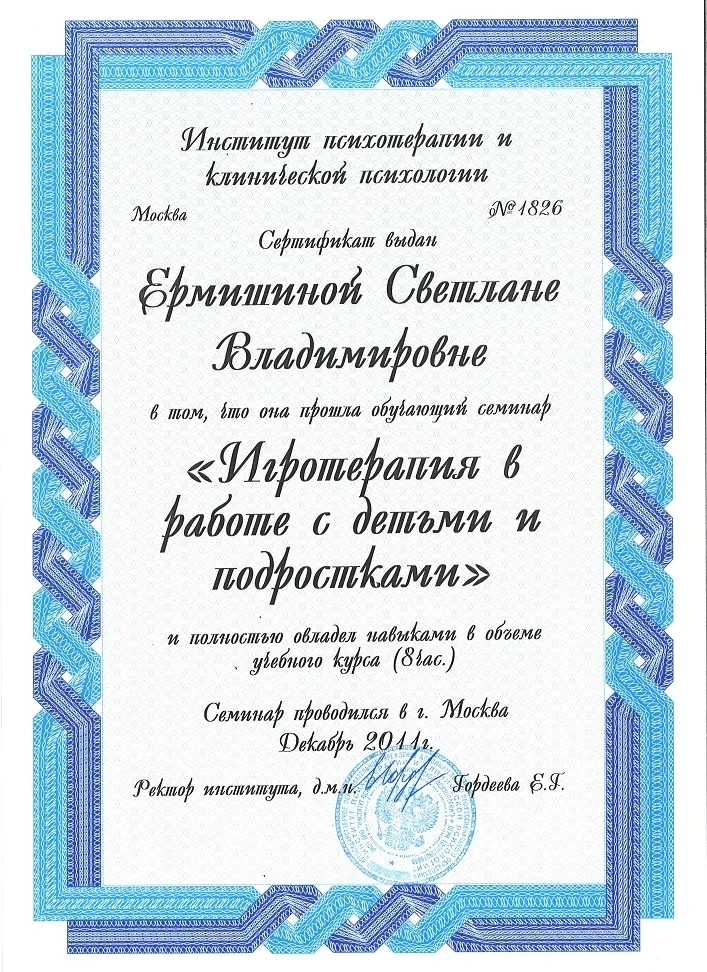 Институт психотерапии и
клинической психологии
Москва №1826
Сертификат выдан
Ермишиной Светлане
Владимировне
в том, что она прошла обучающий семинар
«Игротерапия в
работе с детьми и
подростками»
и полностью овладел навыками в объеме
учебного курса (8час.)
Семинар проводился в г. Москва
Декабрь 2011г.
Ректор института, д.м.н. Гордеева Е.Г.